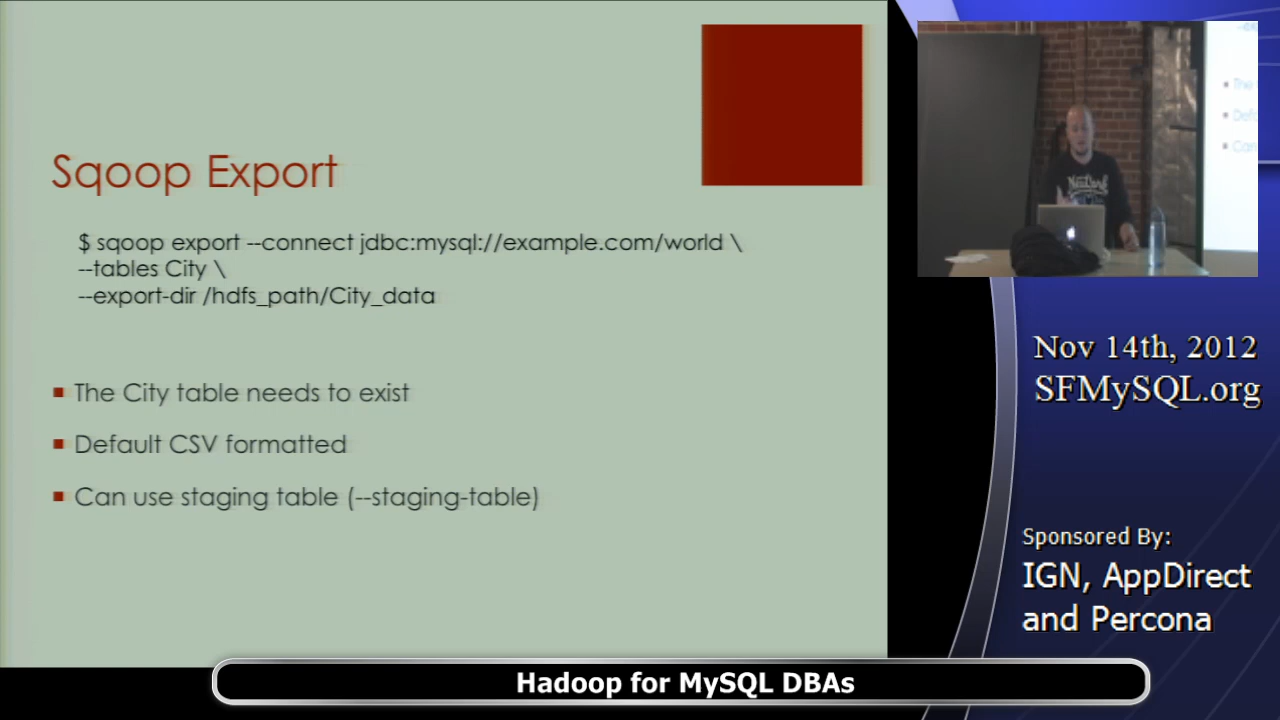 Sqoop Export
$ sqoop export --connect jdbc:mysql://example.com/world \
--tables City \
--export-dir /hdfs_path/City_data
▪ The City table needs to exist
▪ Default CSV formatted
▪ Can use staging table (--staging-table)
Nov 14th, 2012
SFMySQL.org
Sponsored By:
IGN, AppDirect
and Percona
Hadoop for MySQL DBAs